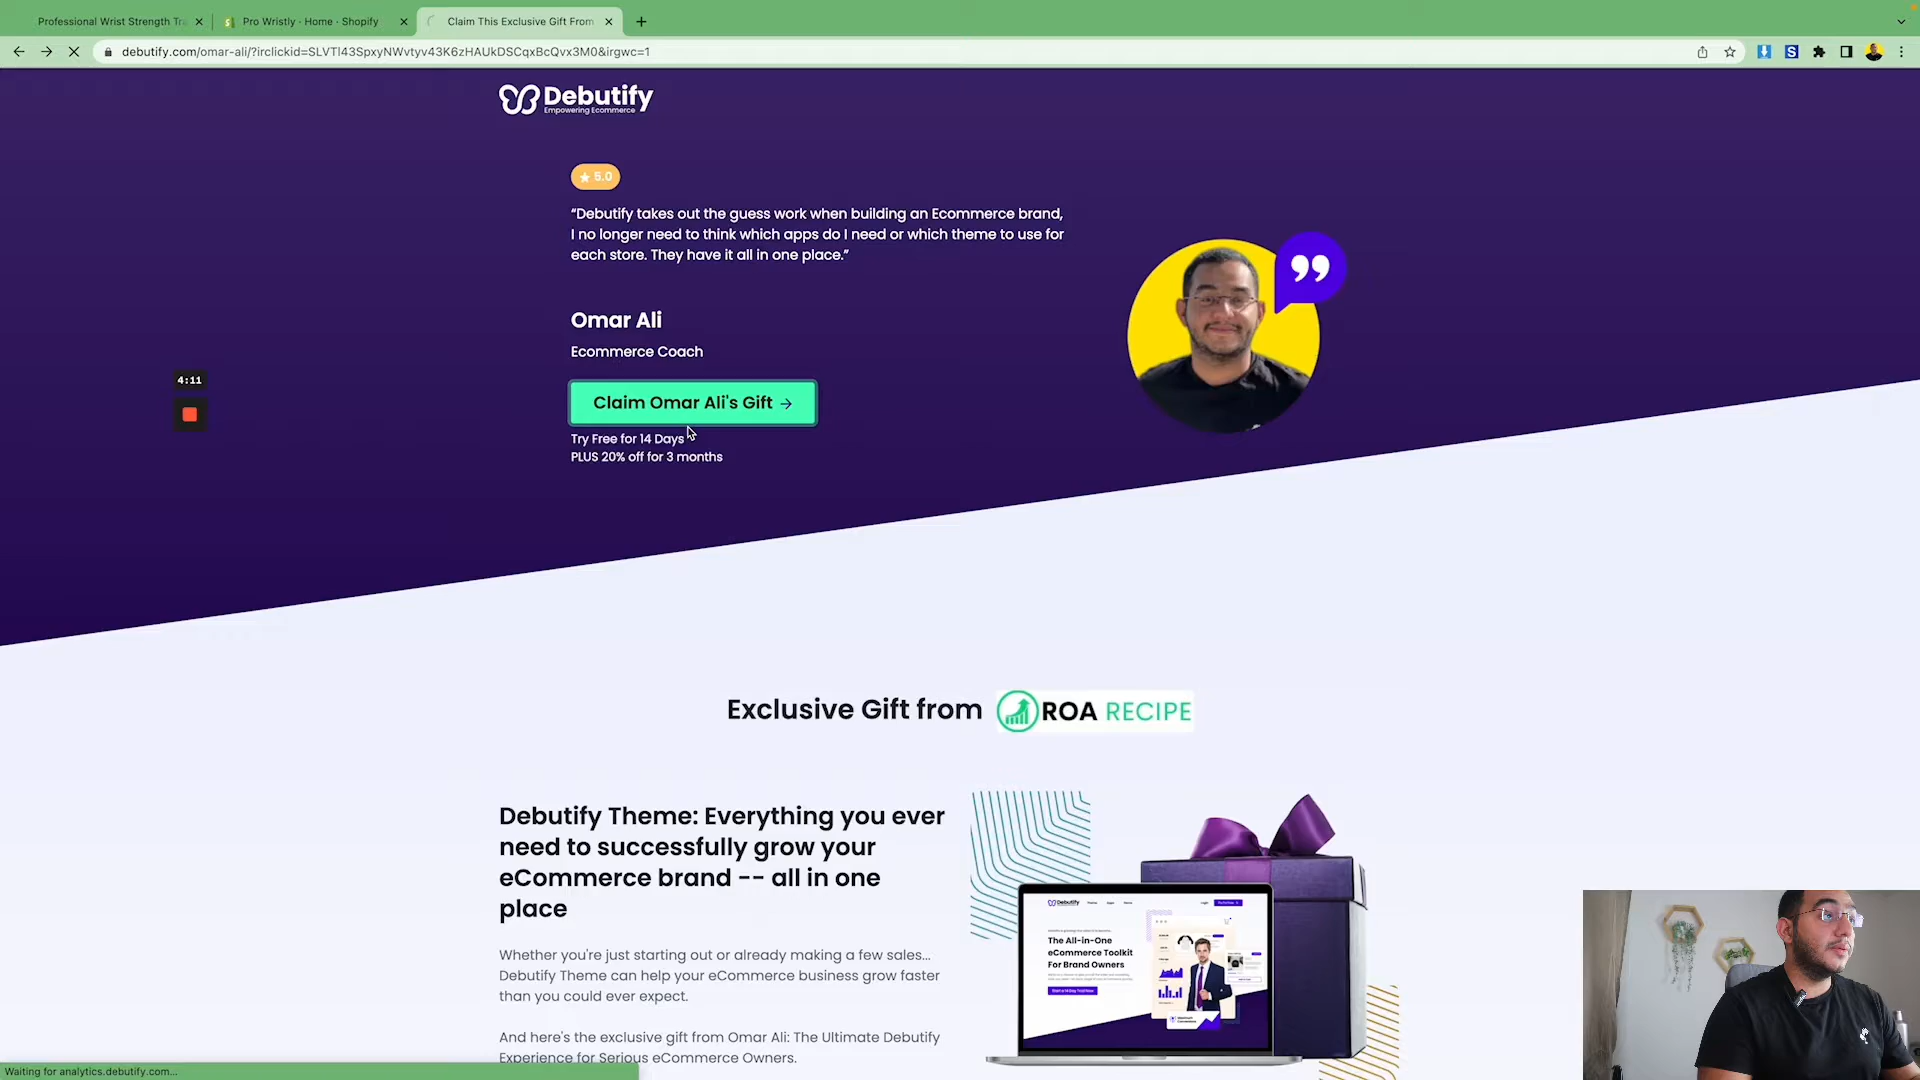 Professional Wrist Strength Tra
Pro Wristly · Home · Shopify
Claim This Exclusive Gift From
debutify.com/omar-ali/?irclickid=SLVTl43SpxyNWvtyv43K6zHAUkDSCqxBcQvx3M0&irgwc=1
Debutify
Empowering Ecommerce
★ 5.0
“Debutify takes out the guess work when building an Ecommerce brand,
I no longer need to think which apps do I need or which theme to use for
each store. They have it all in one place.”
Omar Ali
Ecommerce Coach
4:11
Claim Omar Ali's Gift →
Try Free for 14 Days
PLUS 20% off for 3 months
Exclusive Gift from ROA RECIPE
Debutify Theme: Everything you ever
need to successfully grow your
eCommerce brand -- all in one
place
Whether you're just starting out or already making a few sales...
Debutify Theme can help your eCommerce business grow faster
than you could ever expect.
And here's the exclusive gift from Omar Ali: The Ultimate Debutify
Experience for Serious eCommerce Owners.
Debutify
The All-in-One
eCommerce Toolkit
For Brand Owners
Waiting for analytics.debutify.com...